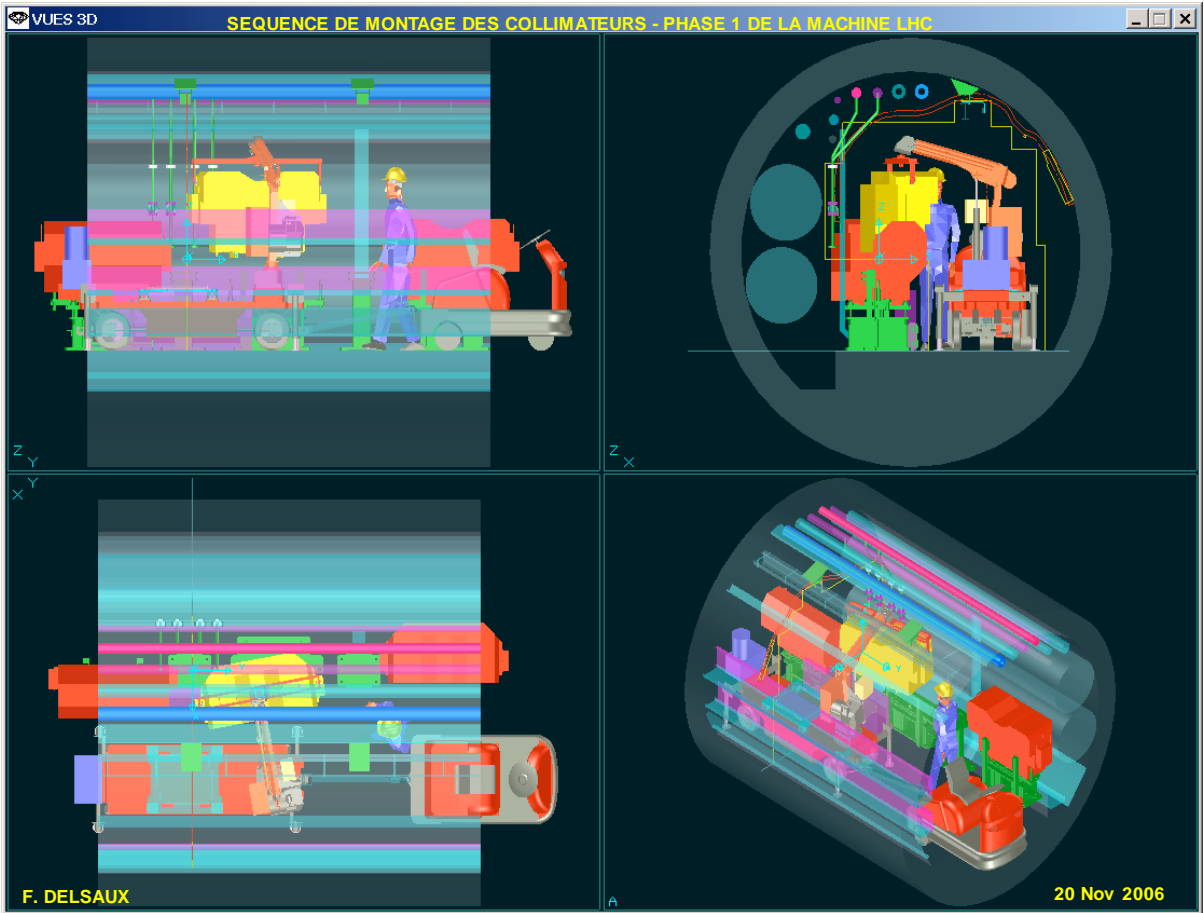 VUES 3D
SEQUENCE DE MONTAGE DES COLLIMATEURS - PHASE 1 DE LA MACHINE LHC
Z
Y
Z
X
Z
Y
X
A
Y
Y
F. DELSAUX
20 Nov 2006